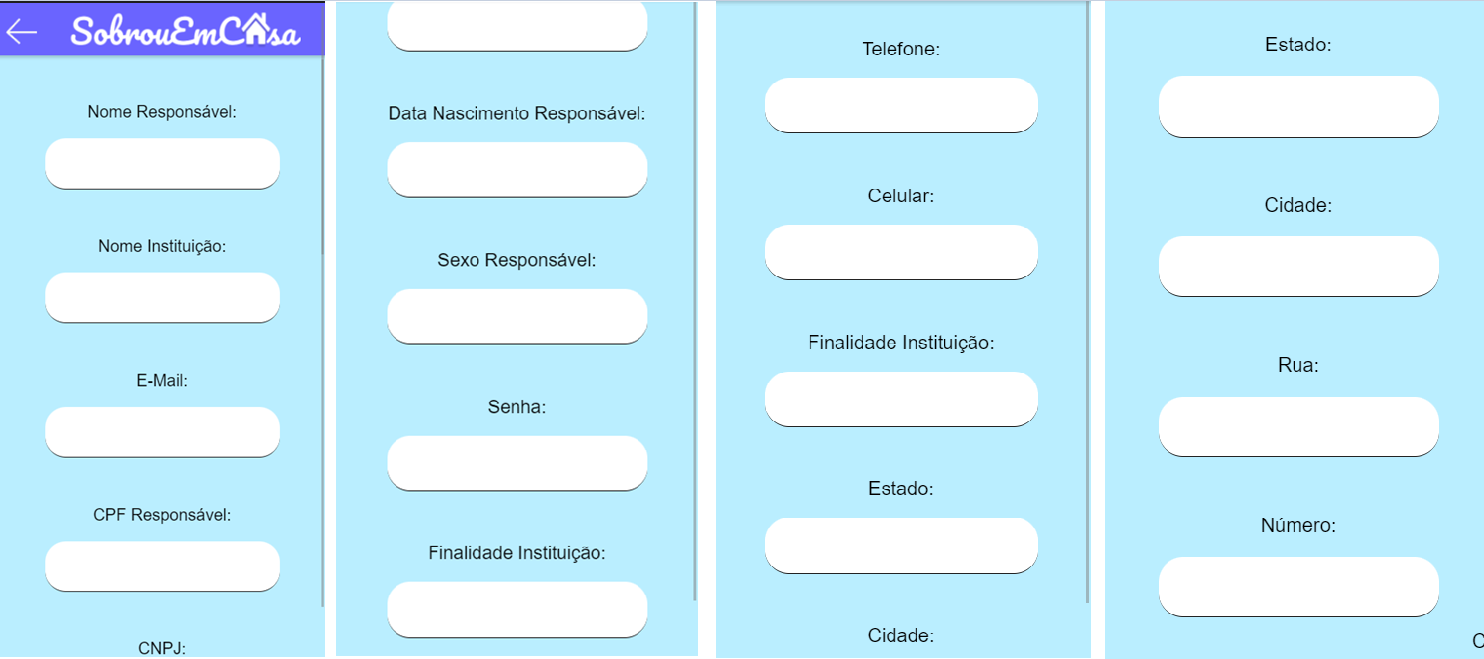 SobrouEmCasa
Nome Responsável:
Nome Instituição:
E-Mail:
CPF Responsável:
CNPJ:
Data Nascimento Responsável:
Sexo Responsável:
Senha:
Finalidade Instituição:
Telefone:
Celular:
Finalidade Instituição:
Estado:
Cidade:
Estado:
Cidade:
Rua:
Número: